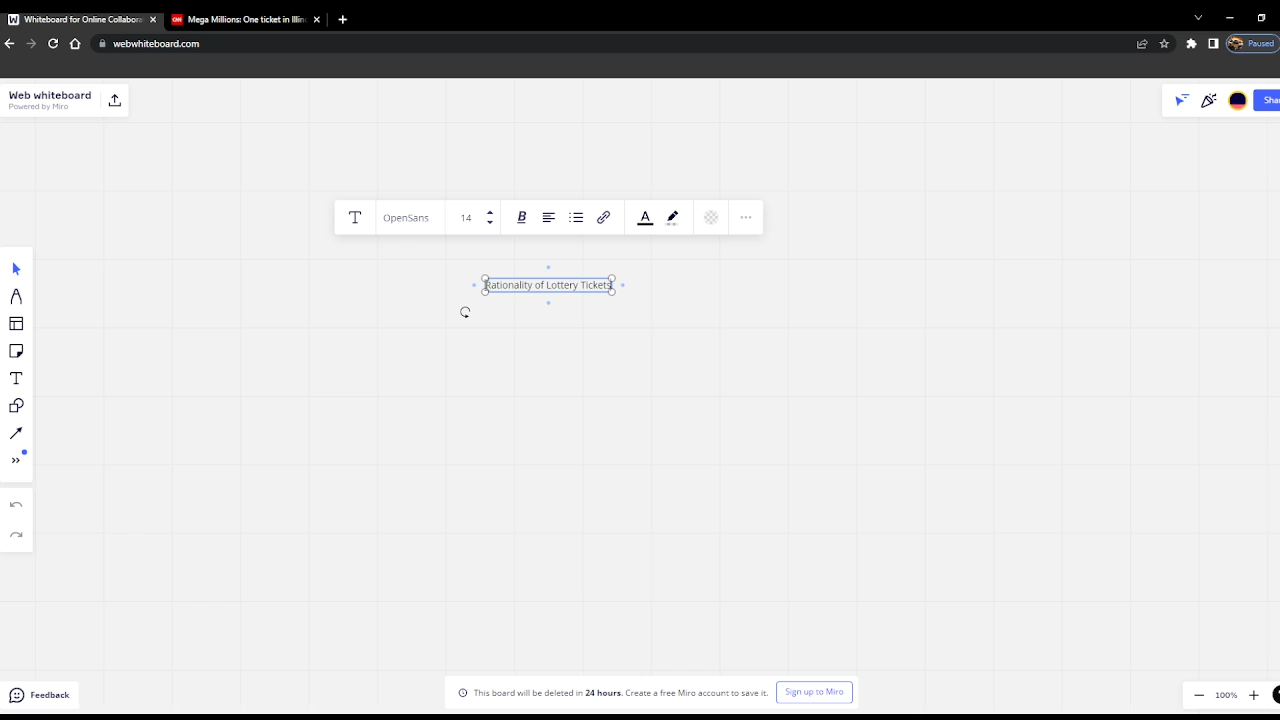 Whiteboard for Online Collabora
Mega Millions: One ticket in Illin
webwhiteboard.com
Paused
Web whiteboard
Powered by Miro
Shar
OpenSans
14
B
A
Rationality of Lottery Tickets
Feedback
This board will be deleted in 24 hours. Create a free Miro account to save it.
Sign up to Miro
100%